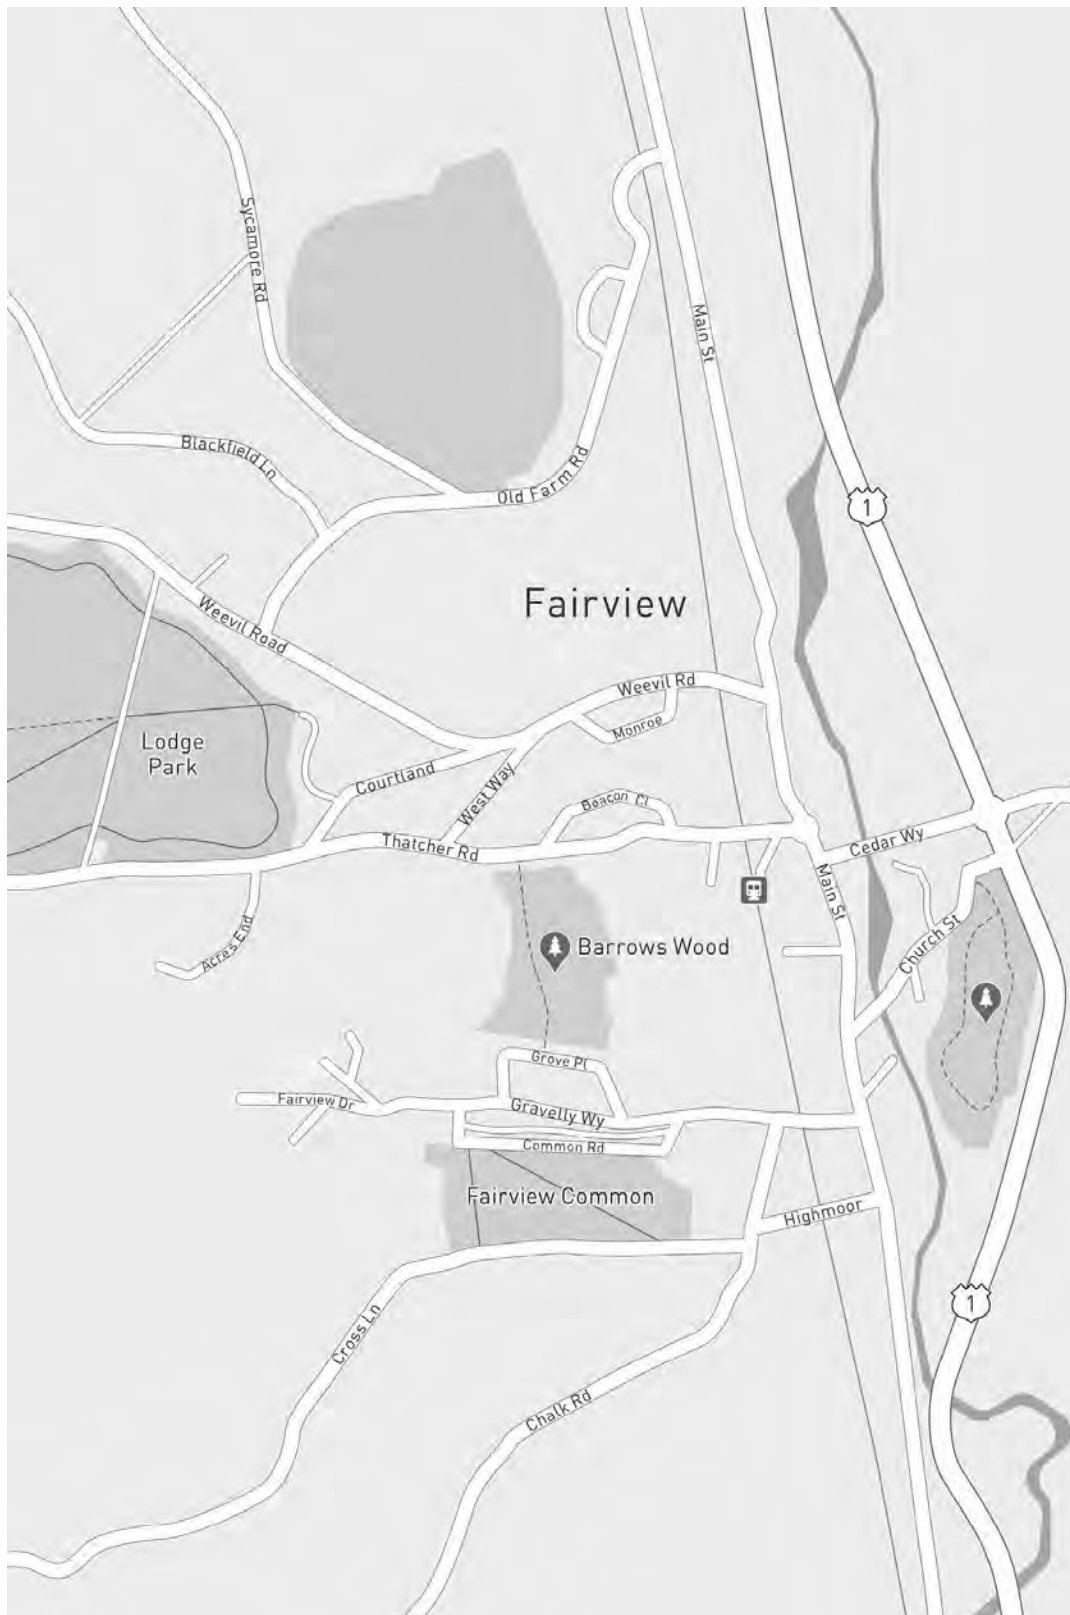 Sycamore Rd
Main St
Blackfield Ln
Old Farm Rd
1
Fairview
Weevil Road
Weevil Rd
Monroe
Lodge
Park
Courtland
West Way
Beacon Cl
Thatcher Rd
Cedar Wy
Main St
Acres End
Church St
Barrows Wood
Grove Pl
Fairview Dr
Gravelly Wy
Common Rd
Fairview Common
Highmoor
1
Cross Ln
Chalk Rd